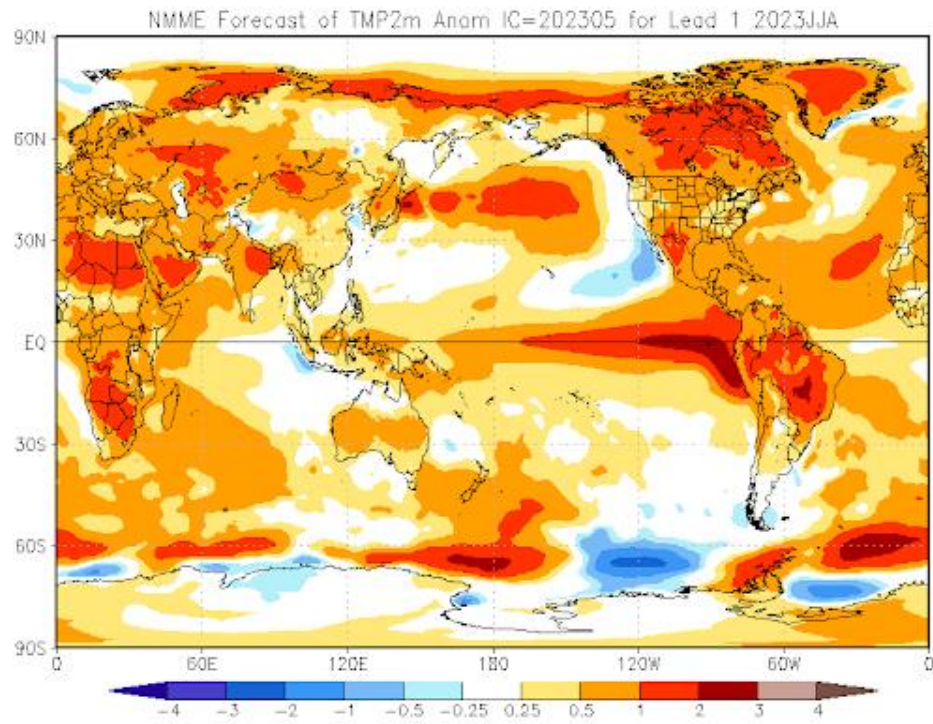 NMME Forecast of TMP2m Anom IC=202305 for Lead 1 2023JJA
90N
60N
30N
EQ
30S
60S
90S
0 60E 120E 180 120W 60W 0
-4 -3 -2 -1 -0.5 -0.25 0.25 0.5 1 2 3 4